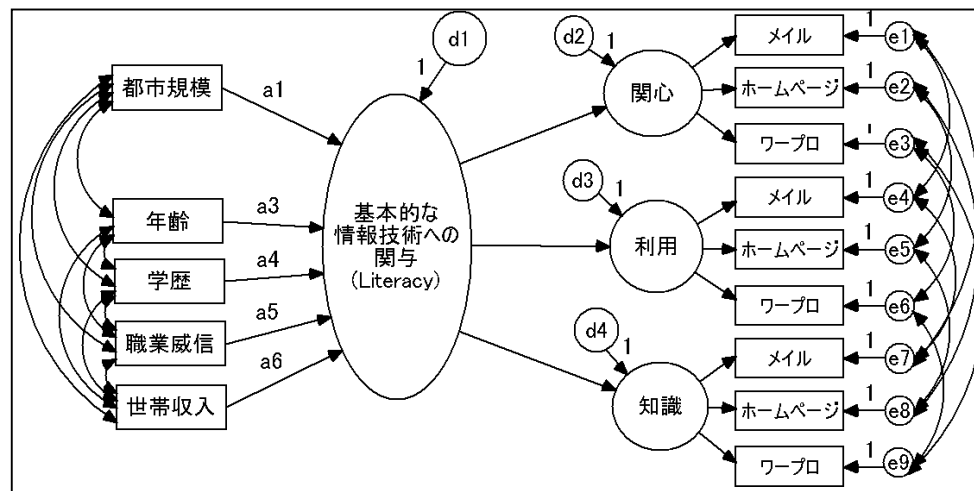 都市規模
年齢
学歴
職業威信
世帯収入
a1
a3
a4
a5
a6
d1
1
基本的な
情報技術への
関与
(Literacy)
d2
1
関心
d3
1
利用
d4
1
知識
メイル
1
e1
ホームページ
1
e2
ワープロ
e3
メイル
1
e4
ホームページ
1
e5
ワープロ
1
e6
メイル
1
e7
ホームページ
1
e8
ワープロ
1
e9